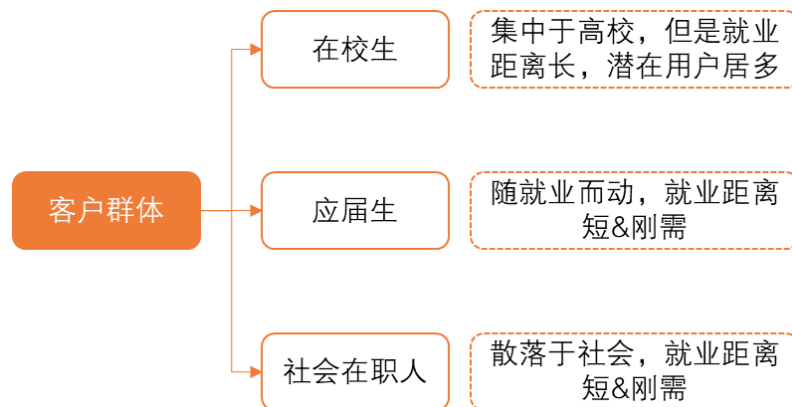 在校生
集中于高校，但是就业
距离长，潜在用户居多
客户群体
应届生
随就业而动，就业距离
短&刚需
社会在职人
散落于社会，就业距离
短&刚需